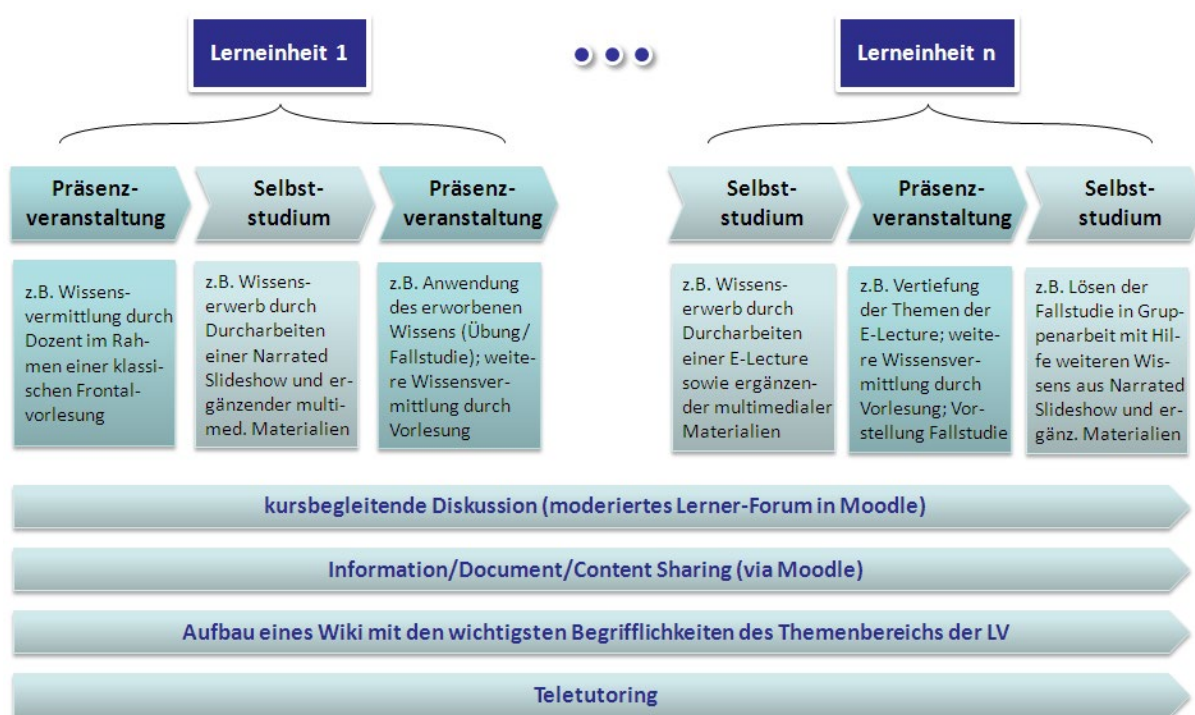 Lerneinheit 1
Lerneinheit n
Präsenz-
veranstaltung
Selbst-
studium
Präsenz-
veranstaltung
Selbst-
studium
Präsenz-
veranstaltung
Selbst-
studium
z.B. Wissens-
vermittlung durch
Dozent im Rah-
men einer klassi-
schen Frontal-
vorlesung
z.B. Wissens-
erwerb durch
Durcharbeiten
einer Narrated
Slideshow und er-
gänzender multi-
med. Materialien
z.B. Anwendung
des erworbenen
Wissens (Übung/
Fallstudie); weite-
re Wissensver-
mittlung durch
Vorlesung
z.B. Wissens-
erwerb durch
Durcharbeiten
einer E-Lecture
sowie ergänzen-
der multimedialer
Materialien
z.B. Vertiefung
der Themen der
E-Lecture; weite-
re Wissensver-
mittlung durch
Vorlesung; Vor-
stellung Fallstudie
z.B. Lösen der
Fallstudie in Grup-
penarbeit mit Hil-
fe weiteren Wis-
sens aus Narrated
Slideshow und er-
gänz. Materialien
kursbegleitende Diskussion (moderiertes Lerner-Forum in Moodle)
Information/Document/Content Sharing (via Moodle)
Aufbau eines Wiki mit den wichtigsten Begrifflichkeiten des Themenbereichs der LV
Teletutoring